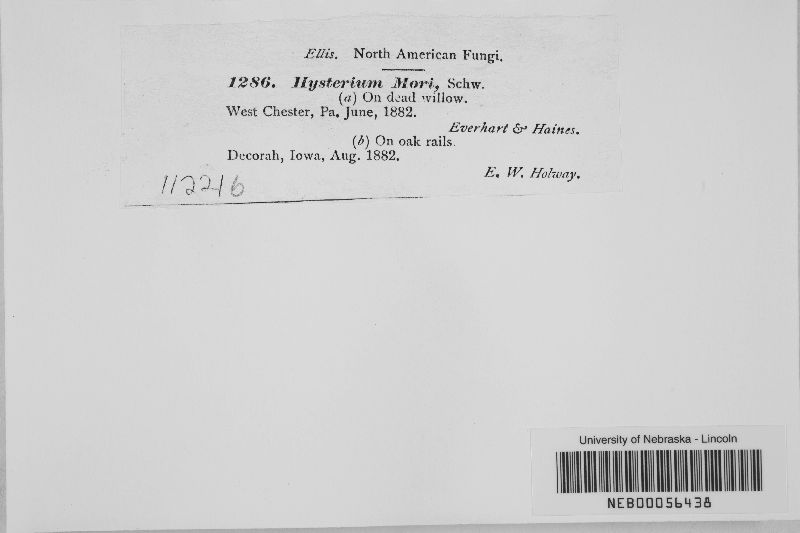 Ellis. North American Fungi.
1286. Hysterium Mori, Schw.
(a) On dead willow.
West Chester, Pa. June, 1882.
Everhart & Haines.
(b) On oak rails.
Decorah, Iowa, Aug. 1882.
E. W. Holway.
112216
University of Nebraska - Lincoln
NEB00056438